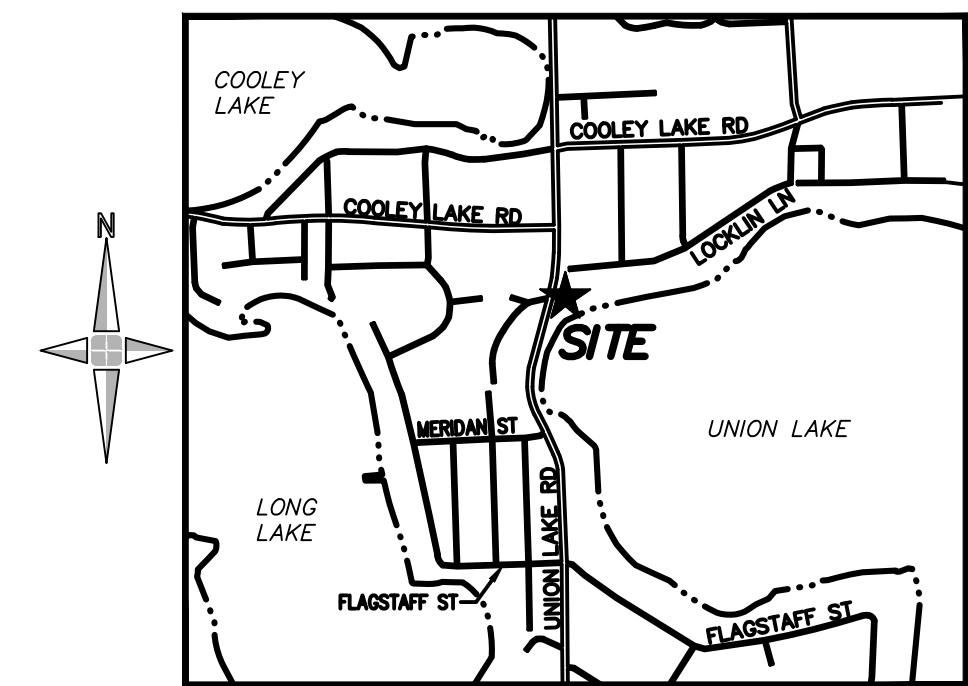 COOLEY
LAKE
COOLEY LAKE RD
COOLEY LAKE RD
LOCKLIN LN
N
SITE
MERIDAN ST
UNION LAKE
LONG
LAKE
UNION LAKE RD
FLAGSTAFF ST
FLAGSTAFF ST